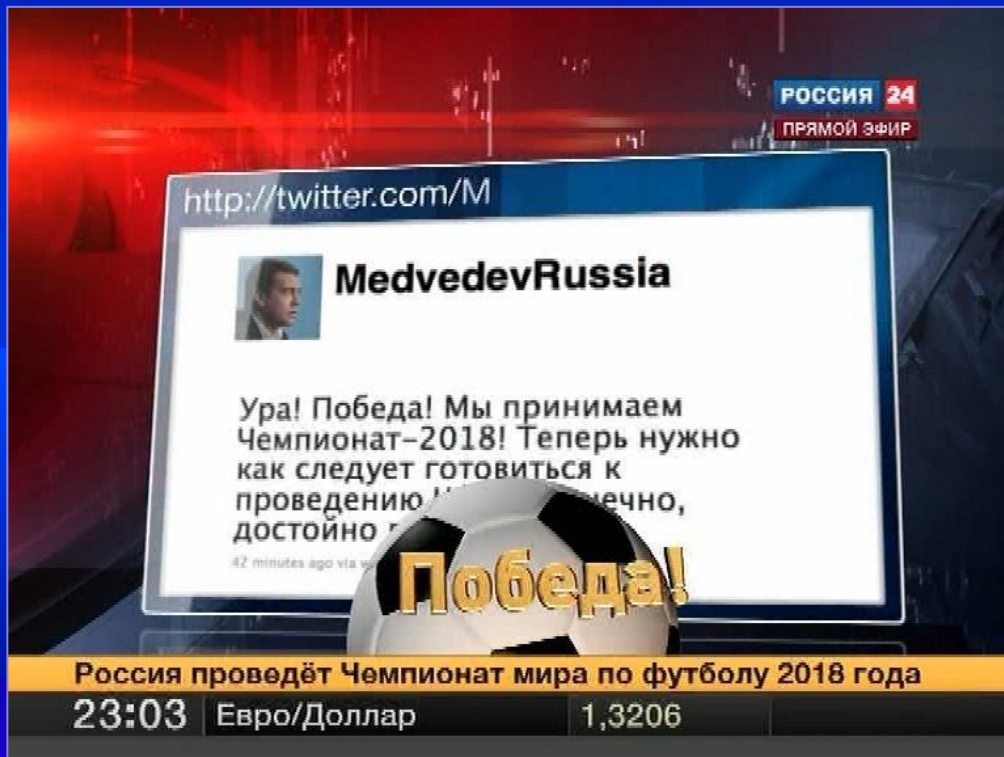 РОССИЯ 24
ПРЯМОЙ ЭФИР
http://twitter.com/M
MedvedevRussia
Ура! Победа! Мы принимаем
Чемпионат-2018! Теперь нужно
как следует готовиться к
проведению
достойно
42 minutes ago via
Победа!
Россия проведёт Чемпионат мира по футболу 2018 года
23:03 Евро/Доллар 1,3206